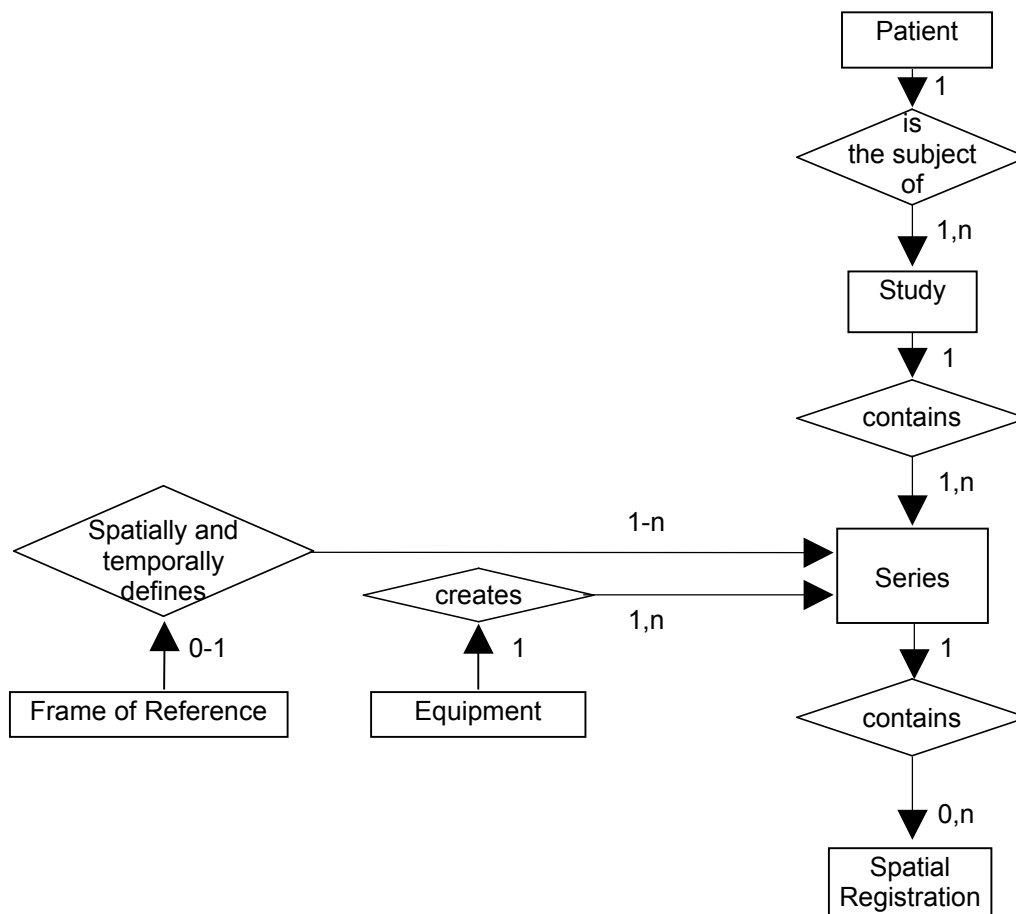 Patient
1
is
the subject
of
1,n
Study
1
contains
1,n
Spatially and
temporally
defines
1-n
Series
creates
1,n
0-1
1
1
Frame of Reference
Equipment
contains
0,n
Spatial
Registration